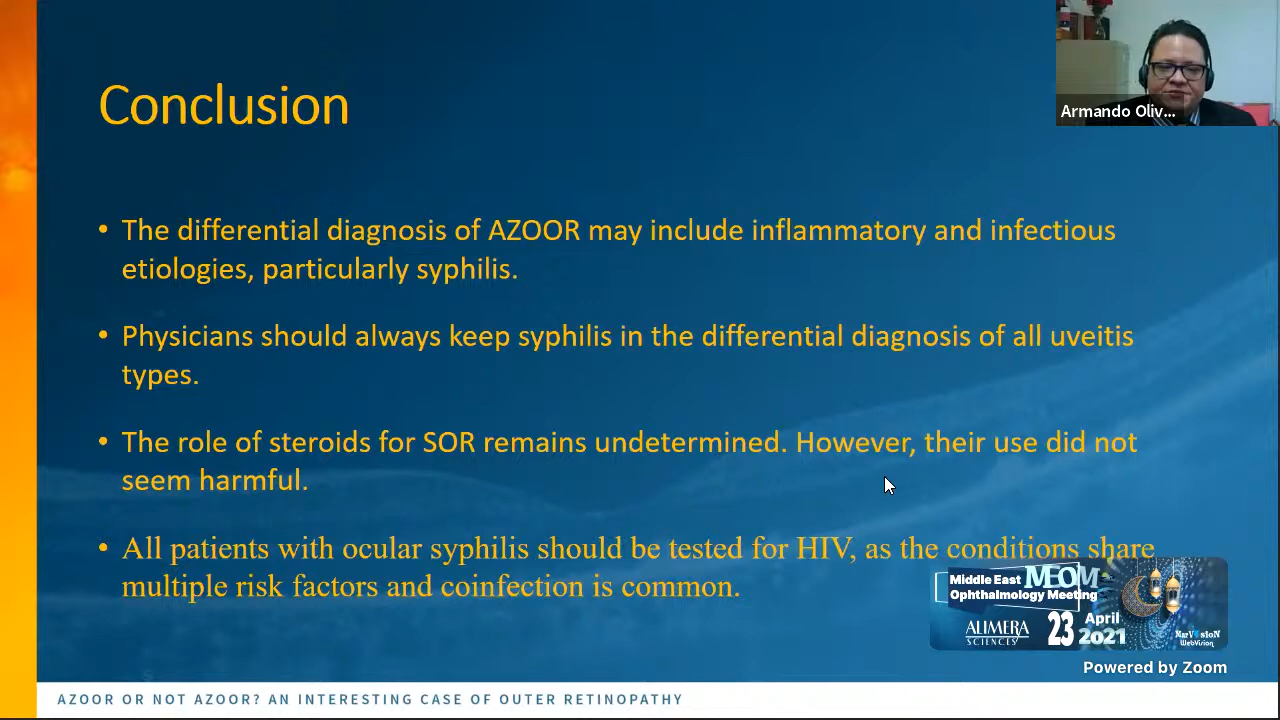 Conclusion
Armando Oliv...
• The differential diagnosis of AZOOR may include inflammatory and infectious
etiologies, particularly syphilis.
• Physicians should always keep syphilis in the differential diagnosis of all uveitis
types.
• The role of steroids for SOR remains undetermined. However, their use did not
seem harmful.
• All patients with ocular syphilis should be tested for HIV, as the conditions share
multiple risk factors and coinfection is common.
Middle East MEOM
Ophthalmology Meeting
ALIMERA
SCIENCES
23 April
2021
MarVision
WebVision
Powered by Zoom
AZOOR OR NOT AZOOR? AN INTERESTING CASE OF OUTER RETINOPATHY